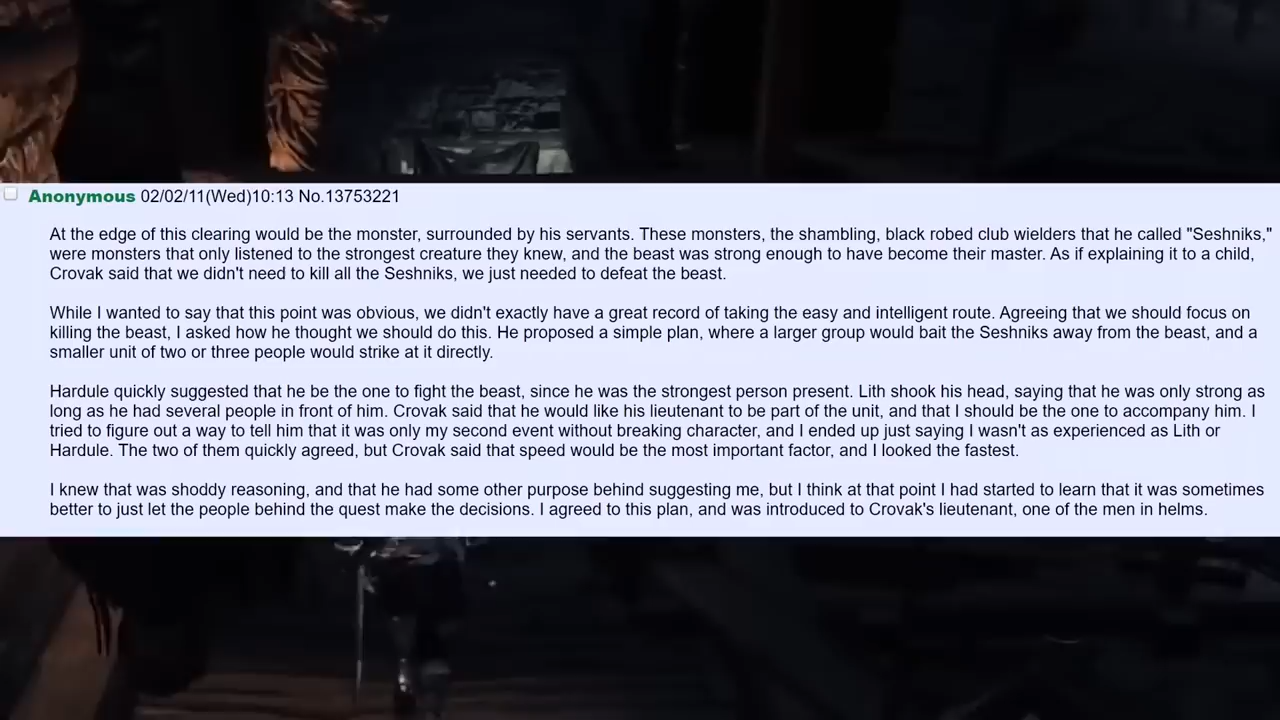 Anonymous 02/02/11(Wed)10:13 No.13753221
At the edge of this clearing would be the monster, surrounded by his servants. These monsters, the shambling, black robed club wielders that he called "Seshniks,"
were monsters that only listened to the strongest creature they knew, and the beast was strong enough to have become their master. As if explaining it to a child,
Crovak said that we didn't need to kill all the Seshniks, we just needed to defeat the beast.
While I wanted to say that this point was obvious, we didn't exactly have a great record of taking the easy and intelligent route. Agreeing that we should focus on
killing the beast, I asked how he thought we should do this. He proposed a simple plan, where a larger group would bait the Seshniks away from the beast, and a
smaller unit of two or three people would strike at it directly.
Hardule quickly suggested that he be the one to fight the beast, since he was the strongest person present. Lith shook his head, saying that he was only strong as
long as he had several people in front of him. Crovak said that he would like his lieutenant to be part of the unit, and that I should be the one to accompany him. I
tried to figure out a way to tell him that it was only my second event without breaking character, and I ended up just saying I wasn't as experienced as Lith or
Hardule. The two of them quickly agreed, but Crovak said that speed would be the most important factor, and I looked the fastest.
I knew that was shoddy reasoning, and that he had some other purpose behind suggesting me, but I think at that point I had started to learn that it was sometimes
better to just let the people behind the quest make the decisions. I agreed to this plan, and was introduced to Crovak's lieutenant, one of the men in helms.